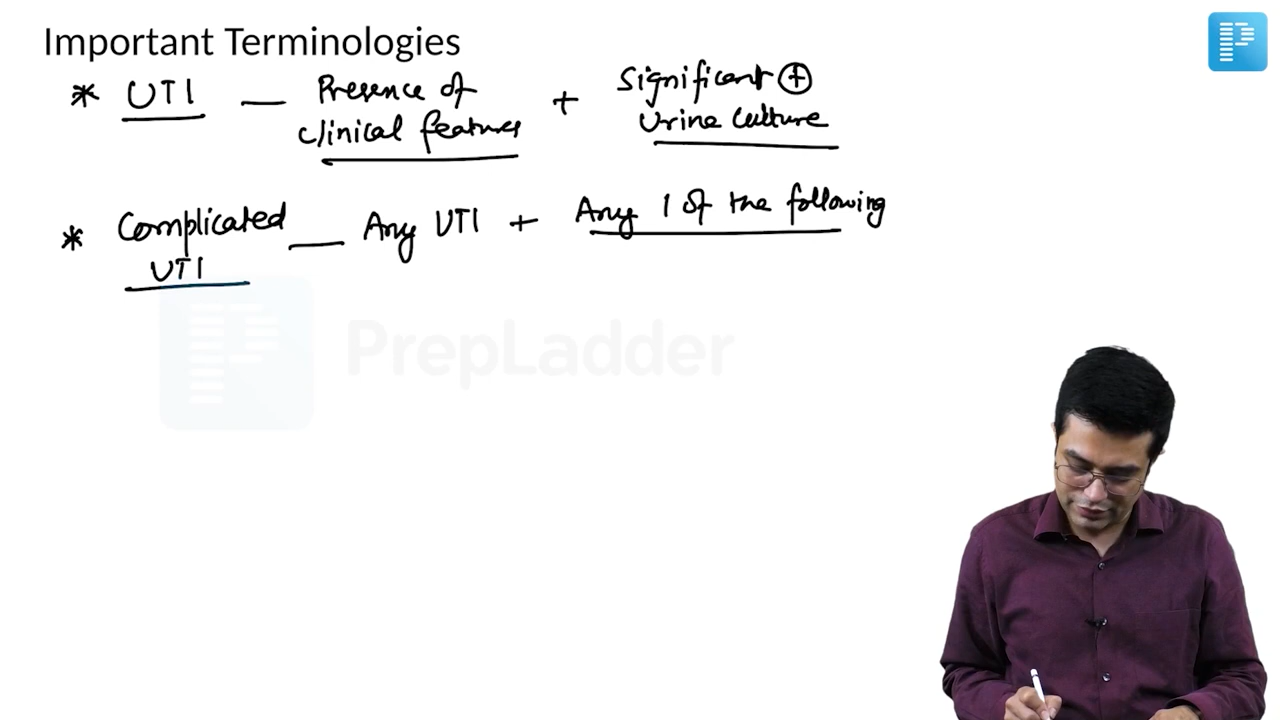 Important Terminologies
* UTI — Presence of clinical features + Significant ⊕ Urine Culture
* Complicated UTI — Any UTI + Any 1 of the following
PrepLadder